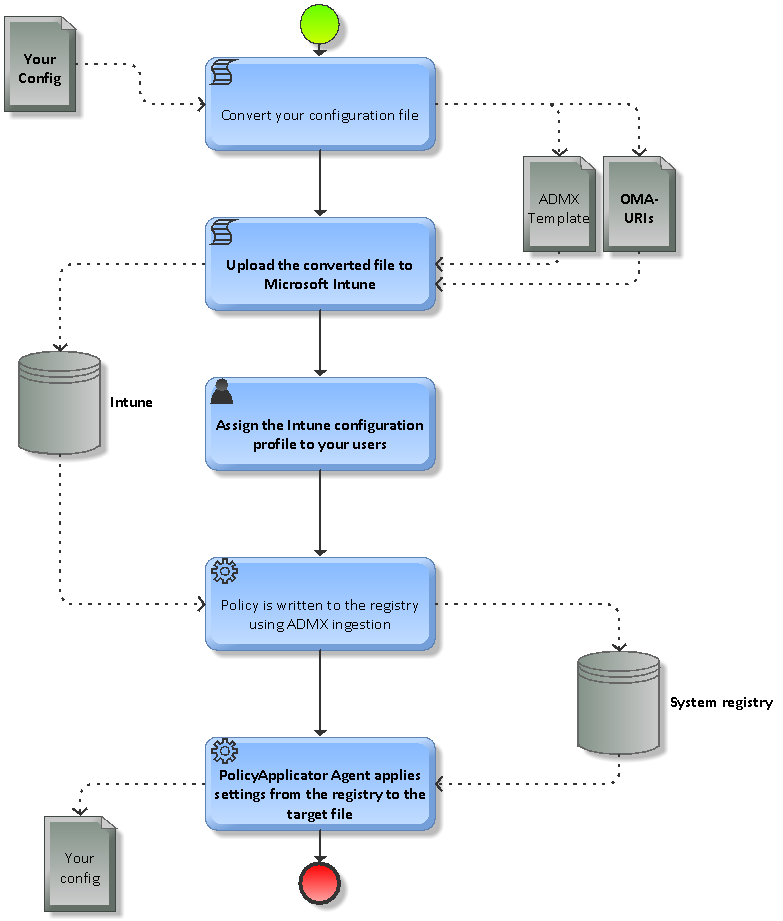 Your
Config
Convert your configuration file
ADMX
Template
OMA-
URIs
Upload the converted file to
Microsoft Intune
Intune
Assign the Intune configuration
profile to your users
Policy is written to the registry
using ADMX ingestion
System registry
PolicyApplicator Agent applies
settings from the registry to the
target file
Your
config